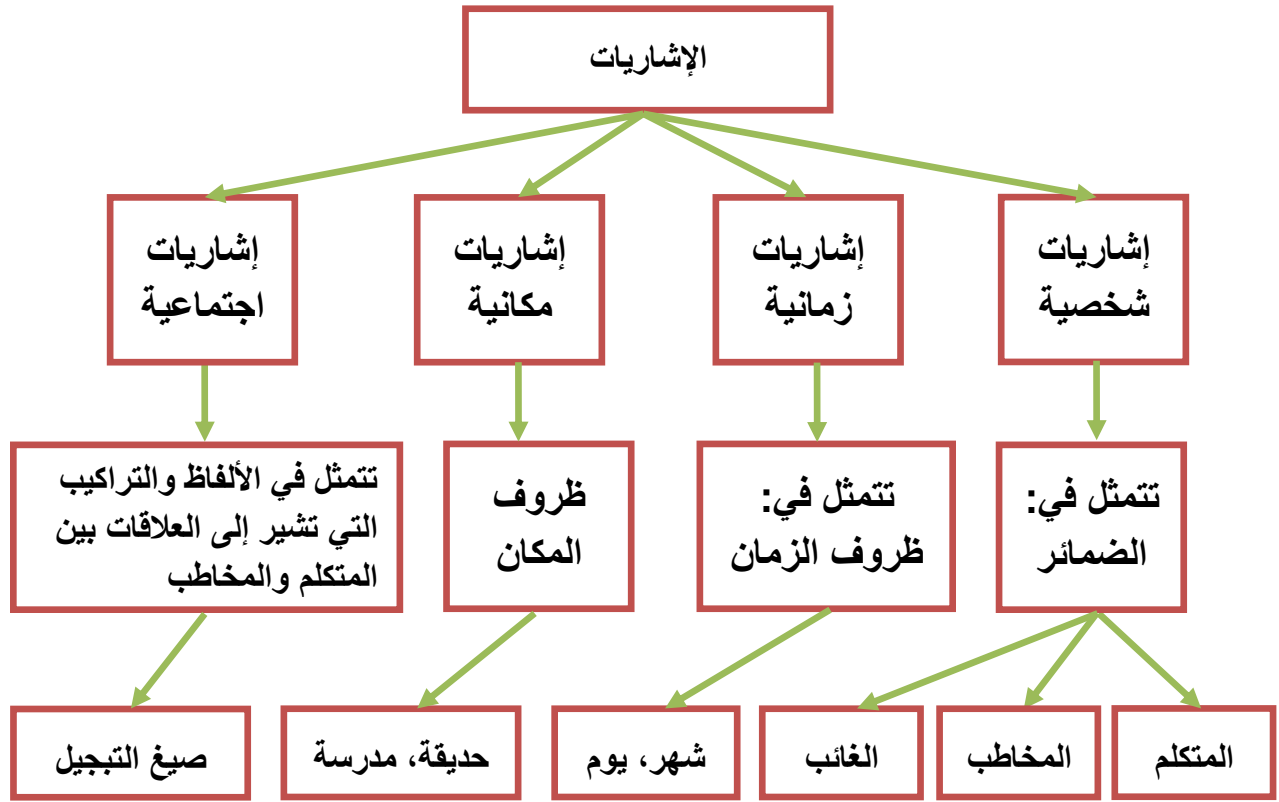 الإشاريات
إشاريات
شخصية
إشاريات
زمانية
إشاريات
مكانية
إشاريات
اجتماعية
تتمثل في:
الضمائر
تتمثل في:
ظروف الزمان
ظروف
المكان
تتمثل في الألفاظ والتراكيب
التي تشير إلى العلاقات بين
المتكلم والمخاطب
المتكلم
المخاطب
الغائب
شهر، يوم
حديقة، مدرسة
صيغ التبجيل